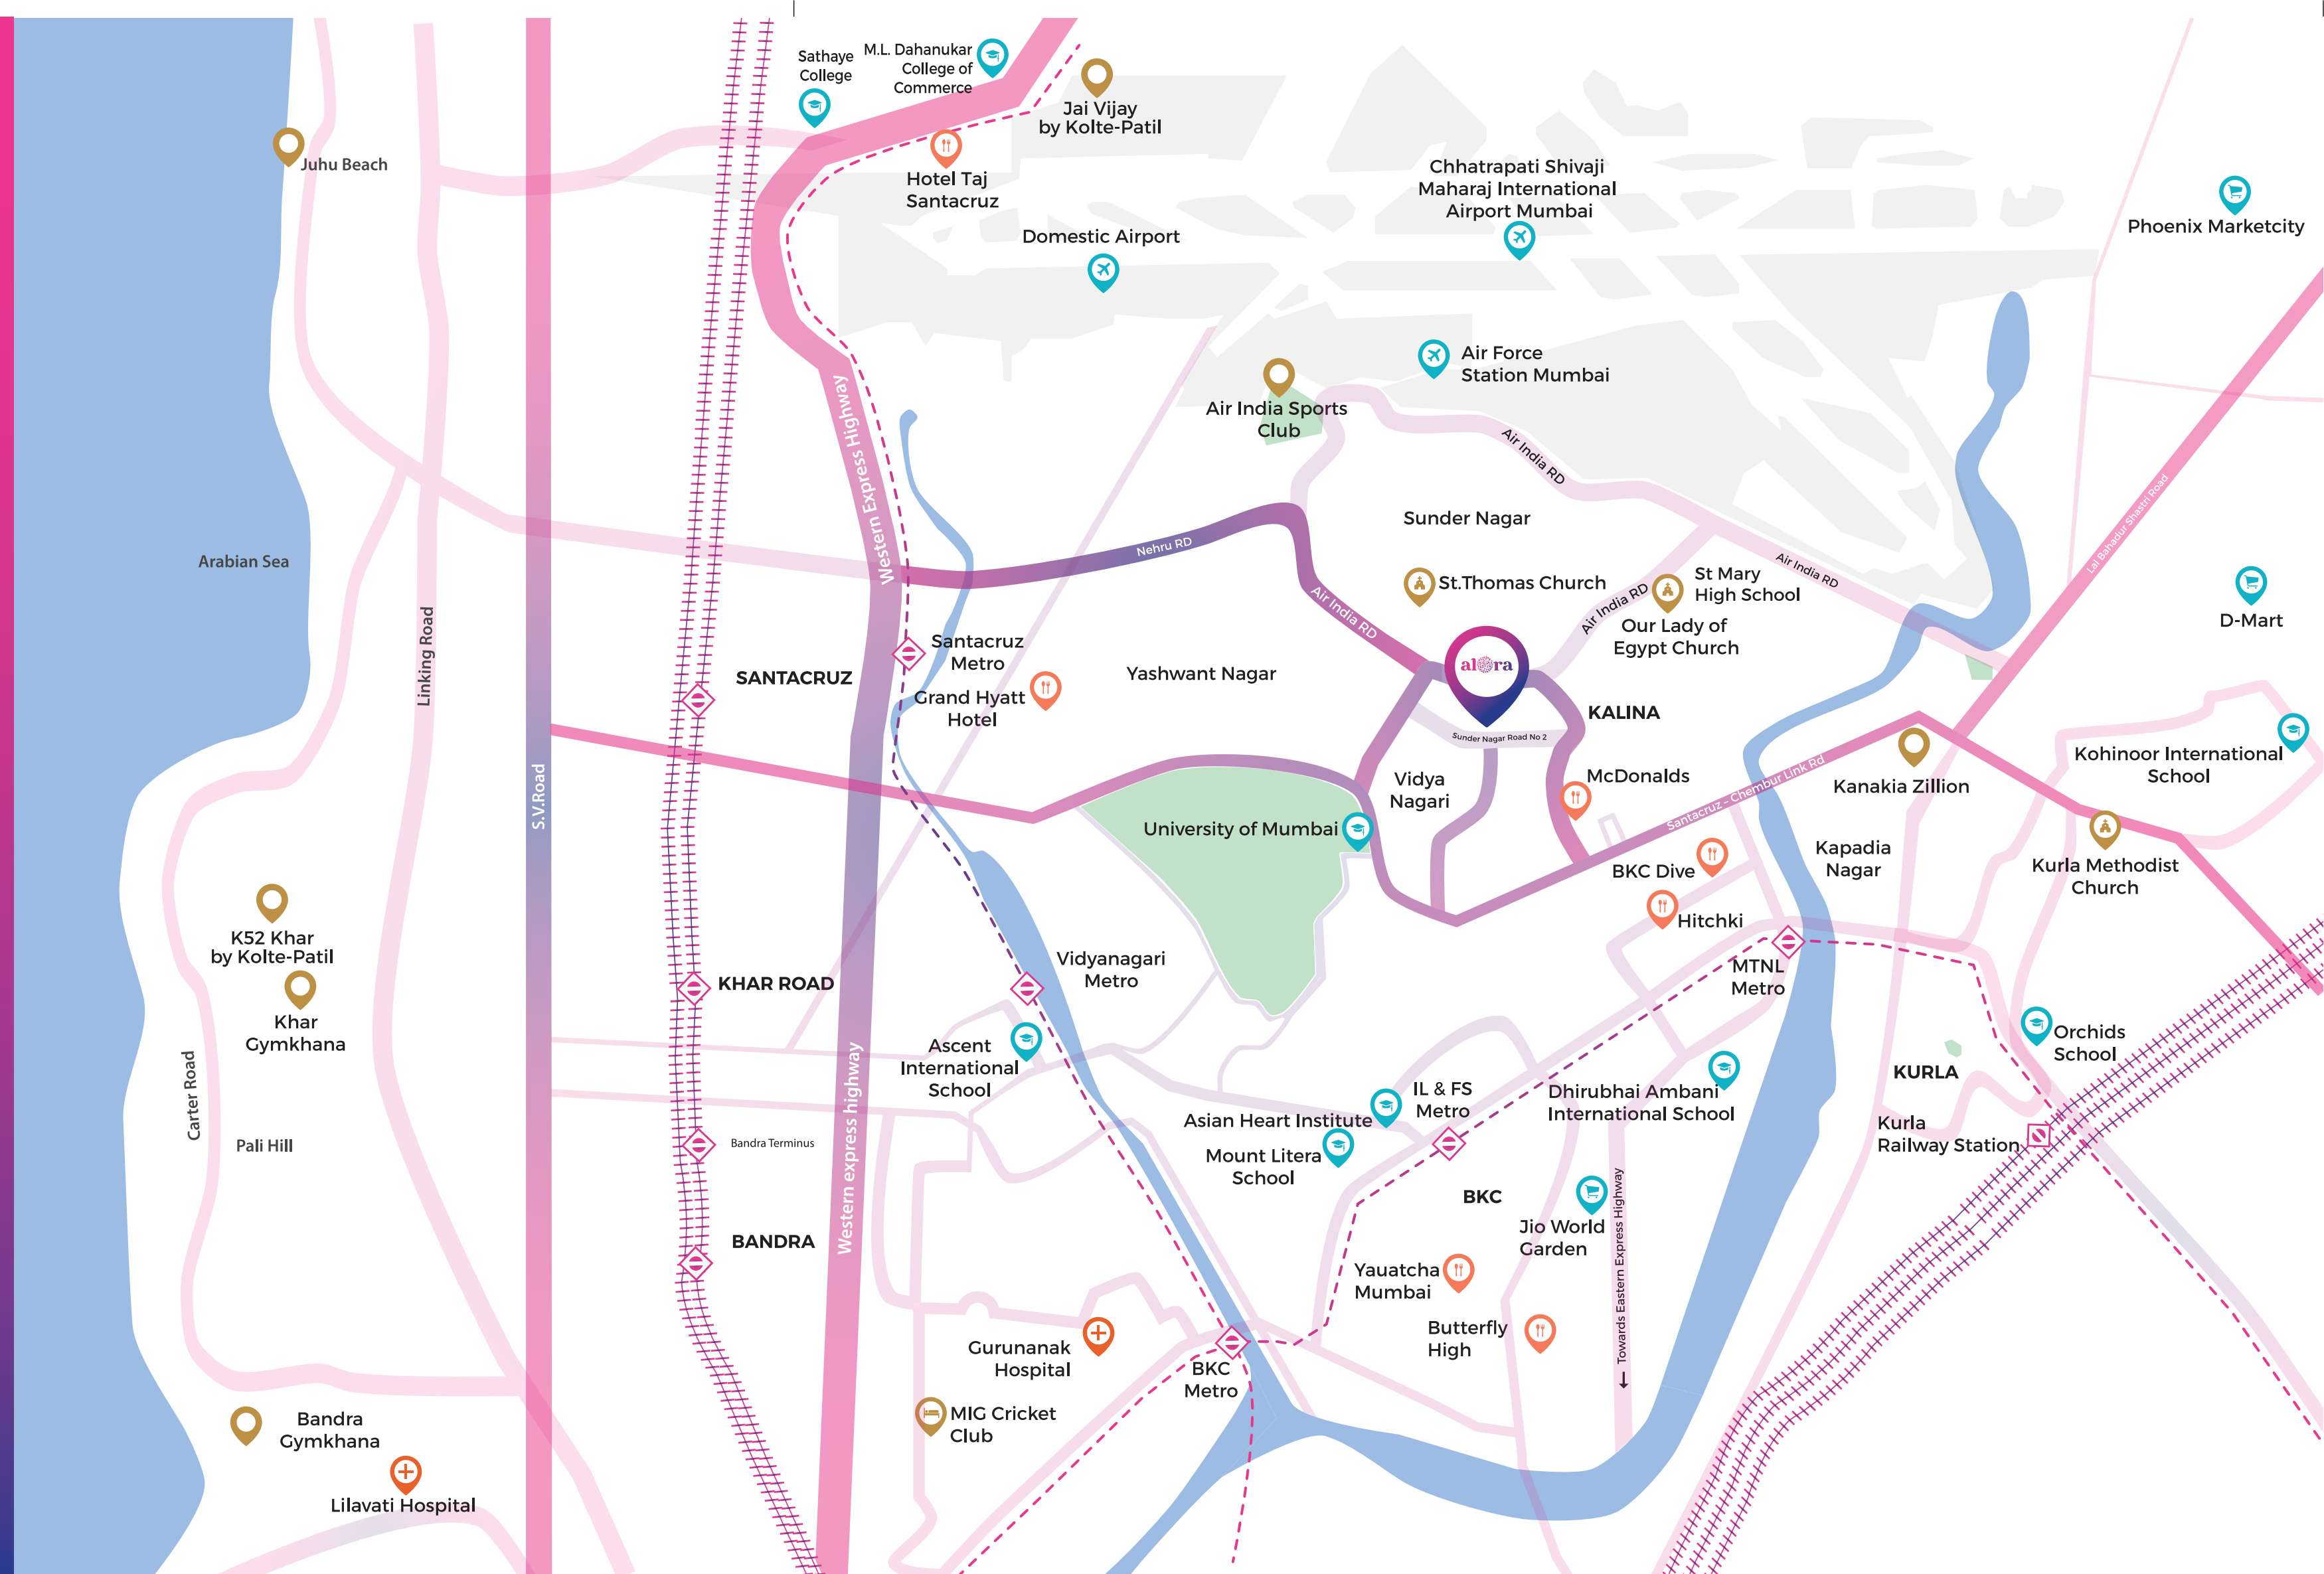 Sathaye
College
M.L. Dahanukar
College of
Commerce
Jai Vijay
by Kolte-Patil
Juhu Beach
Hotel Taj
Santacruz
Domestic Airport
Chhatrapati Shivaji
Maharaj International
Airport Mumbai
Phoenix Marketcity
Air Force
Station Mumbai
Air India Sports
Club
Western Express Highway
Air India RD
Lal Bahadur Shastri Road
Sunder Nagar
Nehru RD
Arabian Sea
St.Thomas Church
Air India RD
St Mary
High School
Air India RD
Air India RD
Our Lady of
Egypt Church
D-Mart
Linking Road
Santacruz
Metro
SANTACRUZ
Grand Hyatt
Hotel
Yashwant Nagar
alora
KALINA
Sunder Nagar Road No 2
S.V.Road
Vidya
Nagari
McDonalds
Santacruz - Chembur Link Rd
Kanakia Zillion
Kohinoor International
School
University of Mumbai
BKC Dive
Kapadia
Nagar
Kurla Methodist
Church
Hitchki
K52 Khar
by Kolte-Patil
KHAR ROAD
Vidyanagari
Metro
MTNL
Metro
Khar
Gymkhana
Ascent
International
School
Orchids
School
KURLA
IL & FS
Metro
Dhirubhai Ambani
International School
Asian Heart Institute
Mount Litera
School
Kurla
Railway Station
Carter Road
Pali Hill
Bandra Terminus
Western express highway
BKC
Jio World
Garden
Towards Eastern Express Highway
BANDRA
Yauatcha
Mumbai
Butterfly
High
Gurunanak
Hospital
BKC
Metro
MIG Cricket
Club
Bandra
Gymkhana
Lilavati Hospital